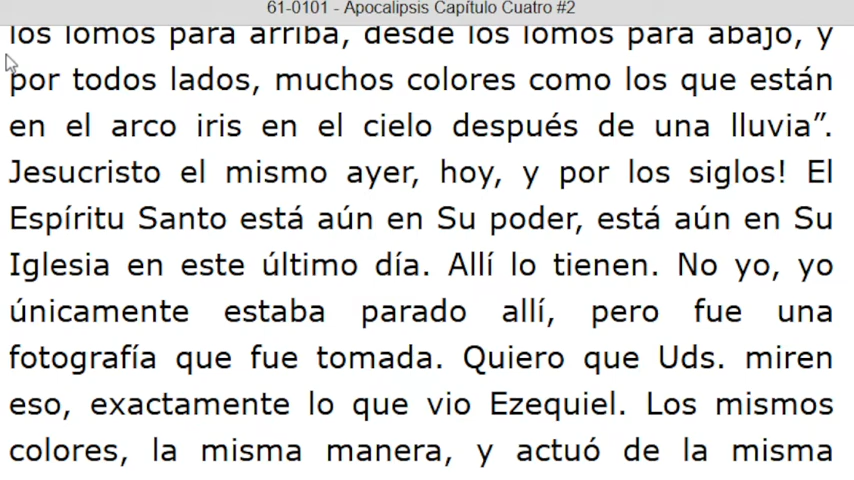 61-0101 - Apocalipsis Capítulo Cuatro #2
los lomos para arriba, desde los lomos para abajo, y
por todos lados, muchos colores como los que están
en el arco iris en el cielo después de una lluvia”.
Jesucristo el mismo ayer, hoy, y por los siglos! El
Espíritu Santo está aún en Su poder, está aún en Su
Iglesia en este último día. Allí lo tienen. No yo, yo
únicamente estaba parado allí, pero fue una
fotografía que fue tomada. Quiero que Uds. miren
eso, exactamente lo que vio Ezequiel. Los mismos
colores, la misma manera, y actuó de la misma